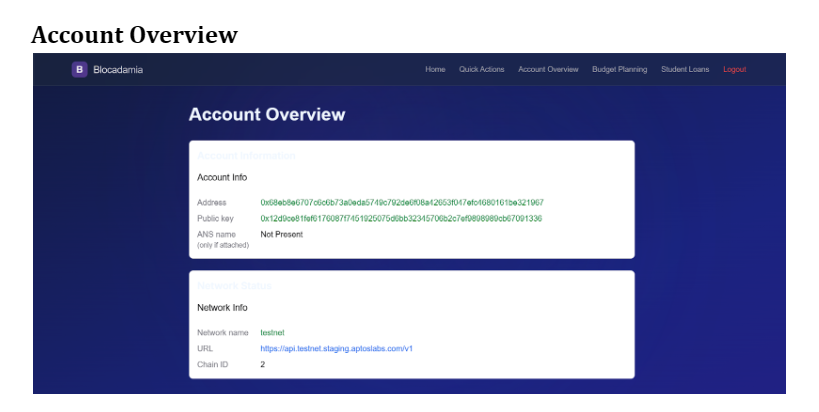 Account Overview
B Blocadamia
Home Quick Actions Account Overview Budget Planning Student Loans Logout
Account Overview
Account Information
Account Info
Address
Public key
ANS name Not Present
(only if attached)
Network Status
Network Info
Network name testnet
URL https://api.testnet.staging.aptoslabs.com/v1
Chain ID 2